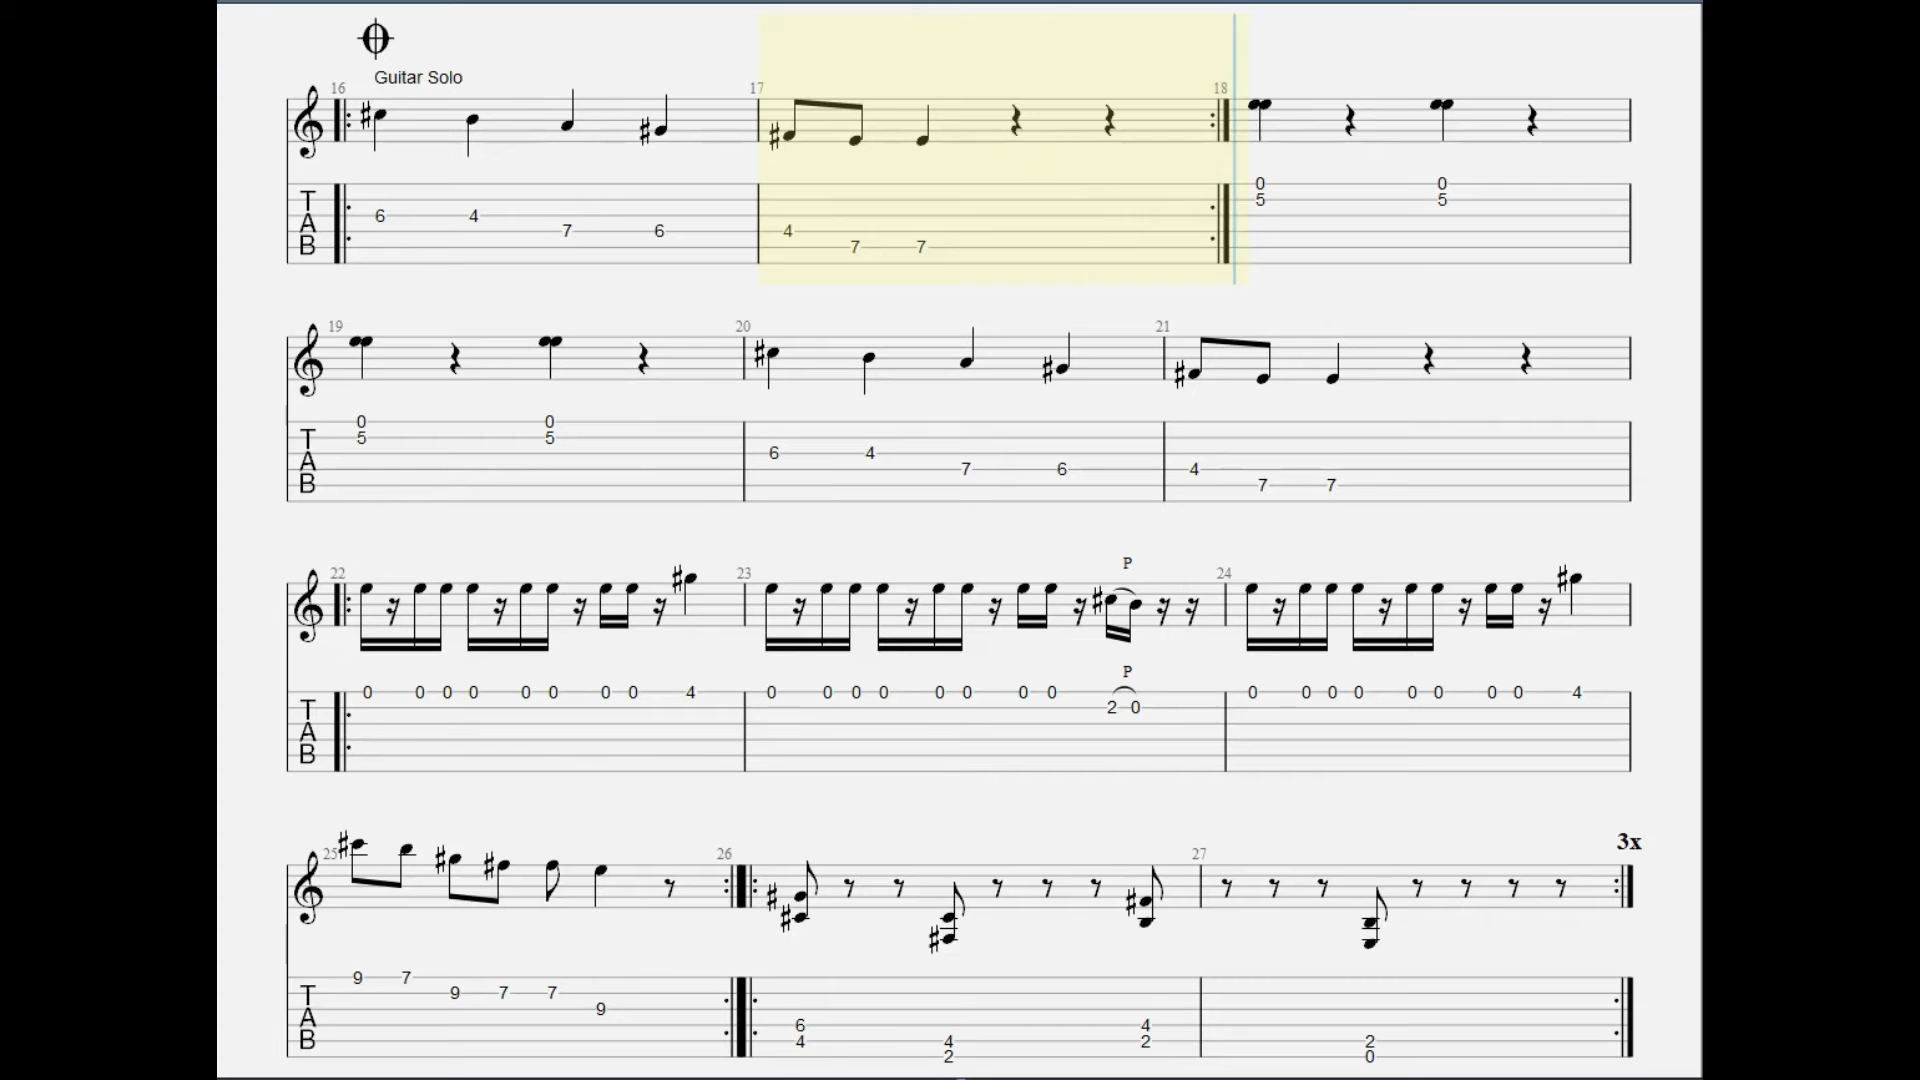 Guitar Solo
16 17 18
T 6 4 7 6 4 7 7 0 0
A 5 5
B
19 20 21
0 0
T 5 5 6 4 7 6 4 7 7
A
B
P
22 23 24
P
0 0 0 0 0 0 0 0 4 0 0 0 0 0 0 0 0 2 0 0 0 0 0 0 0 0 0 4
T
A
B
3x
25 26 27
9 7 9 7 7 9 6 4 4 2 4 2 2 0
T
A
B